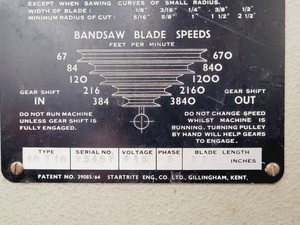 EXCEPT WHEN SAWING CURVES OF SMALL RADIUS.
WIDTH OF BLADE: 1/8" 3/16" 1/4" 3/8" 1/2" 3/4"
MINIMUM RADIUS OF CUT: 5/16" 5/8" 1" 1 1/2" 2 1/2"
BANDSAW BLADE SPEEDS
FEET PER MINUTE
67 670
84 840
120 1200
GEAR SHIFT 216 2160 GEAR SHIFT
IN 384 3840 OUT
DO NOT RUN MACHINE
UNLESS GEAR SHIFT IS
FULLY ENGAGED.
DO NOT CHANGE SPEED
WHILST MACHINE IS
RUNNING. TURNING PULLEY
BY HAND WILL HELP GEARS
TO ENGAGE.
TYPE SERIAL NO. VOLTAGE PHASE BLADE LENGTH
INCHES
PATENT NO. 39085/64 STARTRITE ENG. CO. LTD., GILLINGHAM, KENT.